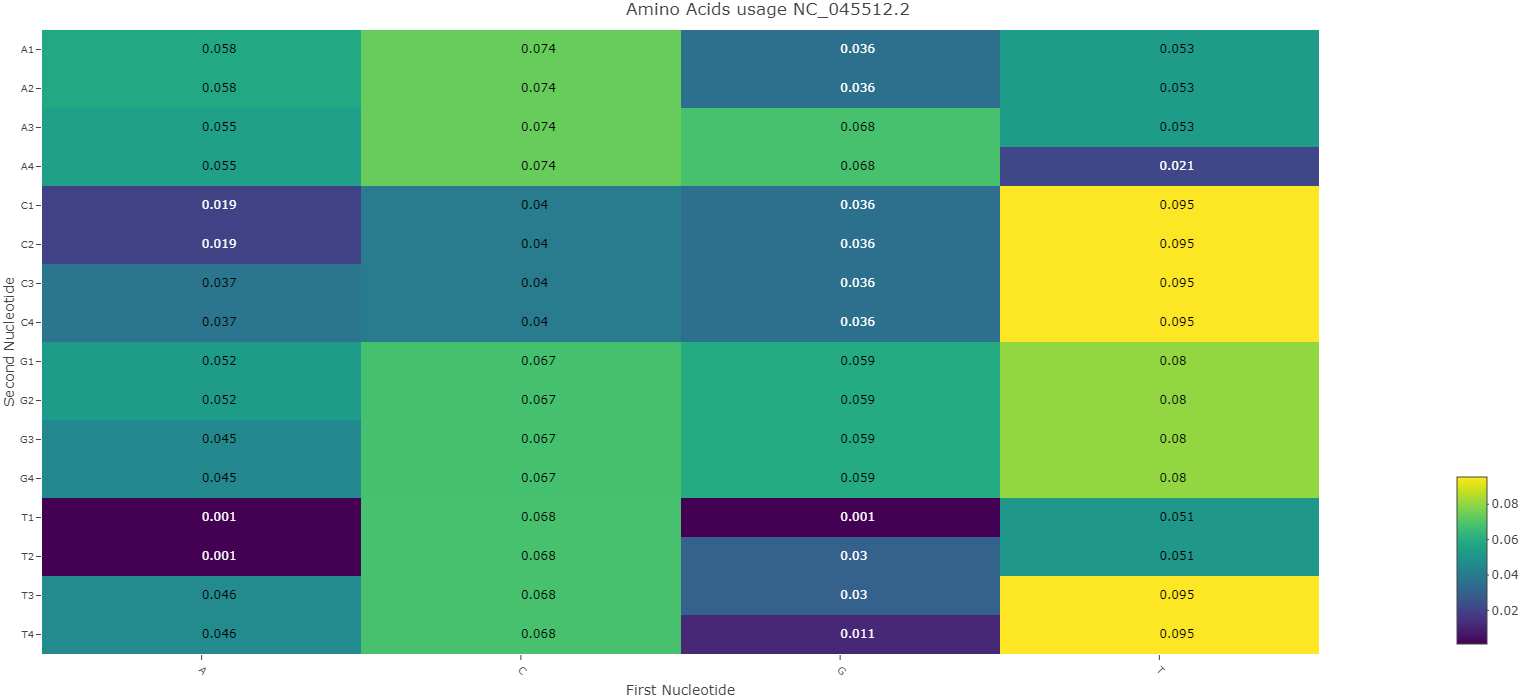 Amino Acids usage NC_045512.2
A1 0.058 0.074 0.036 0.053
A2 0.058 0.074 0.036 0.053
A3 0.055 0.074 0.068 0.053
A4 0.055 0.074 0.068 0.021
C1 0.019 0.04 0.036 0.095
C2 0.019 0.04 0.036 0.095
C3 0.037 0.04 0.036 0.095
C4 0.037 0.04 0.036 0.095
G1 0.052 0.067 0.059 0.08
G2 0.052 0.067 0.059 0.08
G3 0.045 0.067 0.059 0.08
G4 0.045 0.067 0.059 0.08
T1 0.001 0.068 0.001 0.051
T2 0.001 0.068 0.03 0.051
T3 0.046 0.068 0.03 0.095
T4 0.046 0.068 0.011 0.095
A C G T
First Nucleotide
Second Nucleotide
0.08
0.06
0.04
0.02